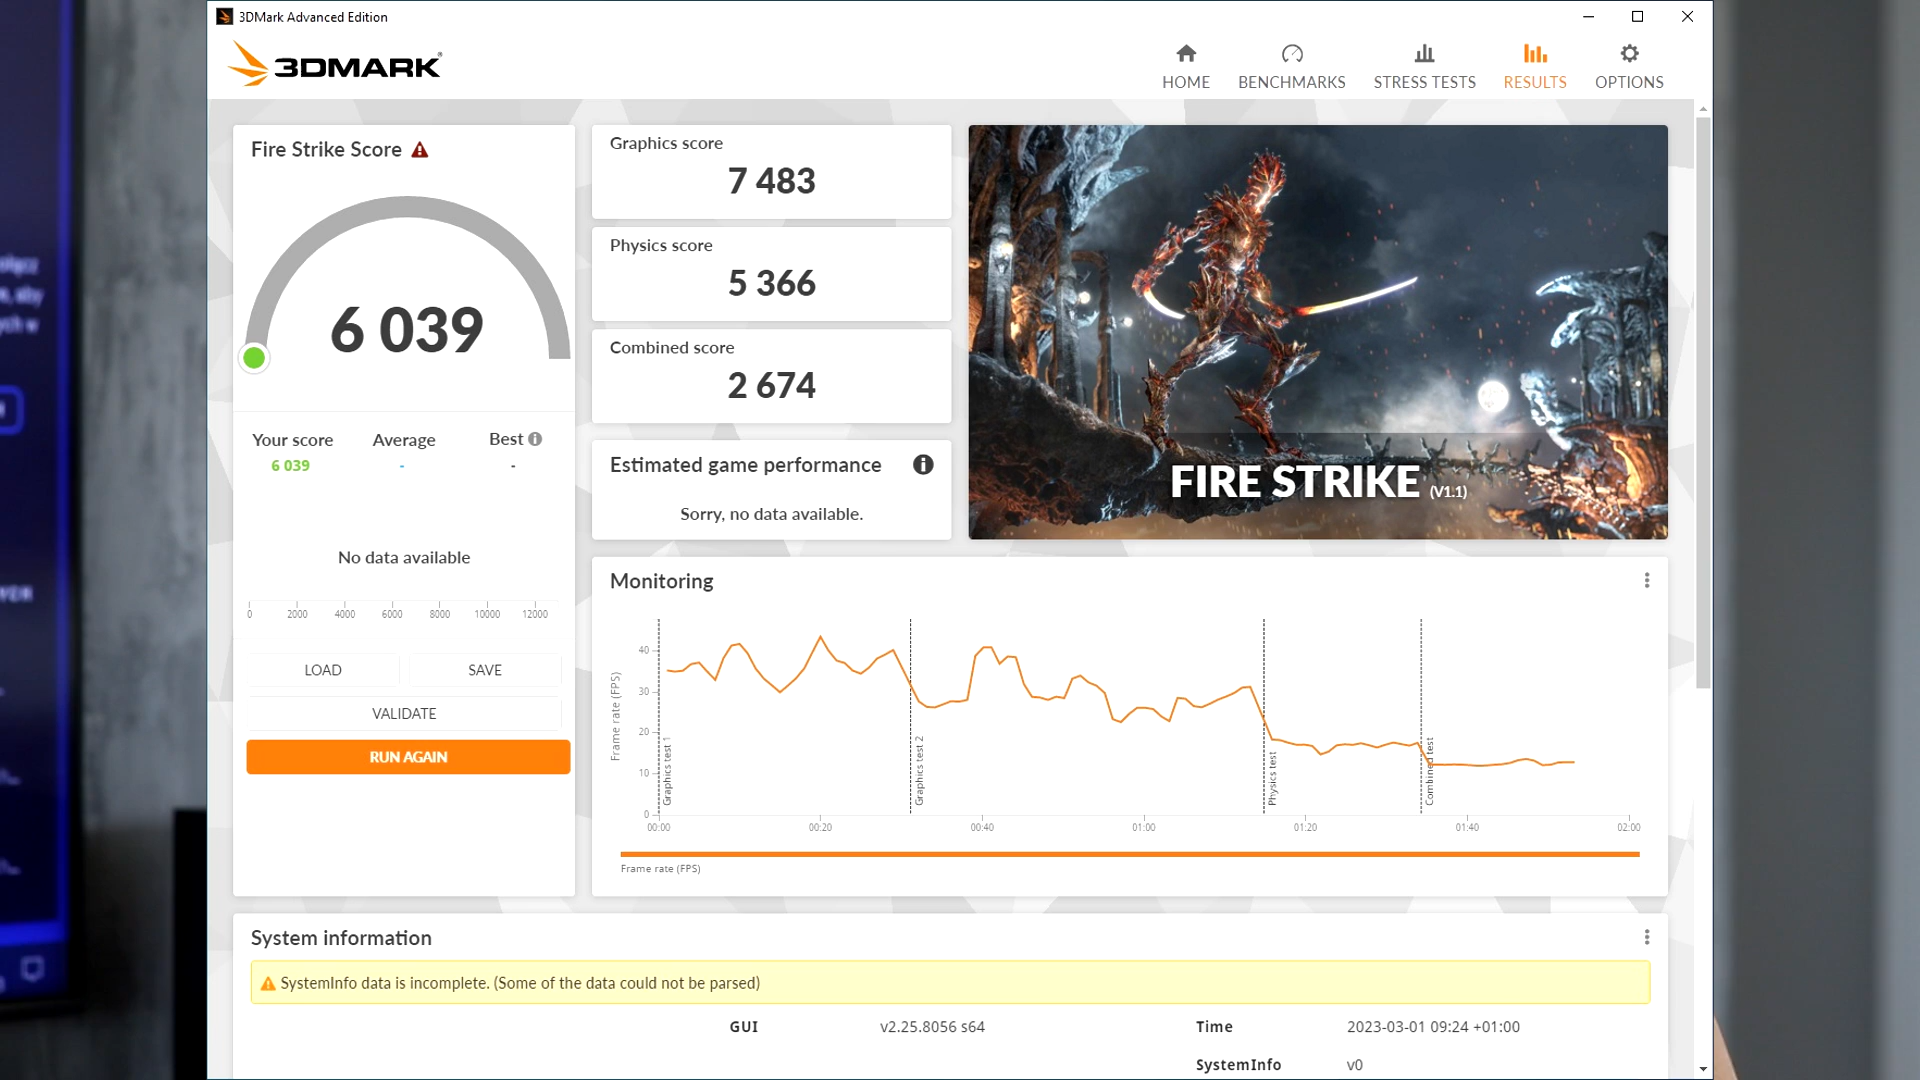 3DMark Advanced Edition
3DMARK
HOME
BENCHMARKS
STRESS TESTS
RESULTS
OPTIONS
Fire Strike Score
6 039
Your score
6 039
Average
-
Best
-
No data available
0 2000 4000 6000 8000 10000 12000
LOAD
SAVE
VALIDATE
RUN AGAIN
Graphics score
7 483
Physics score
5 366
Combined score
2 674
Estimated game performance
Sorry, no data available.
FIRE STRIKE (V1.1)
Monitoring
Frame rate (FPS)
40
30
20
10
0
Graphics test 1
Graphics test 2
Physics test
Combined test
00:00 00:20 00:40 01:00 01:20 01:40 02:00
Frame rate (FPS)
System information
SystemInfo data is incomplete. (Some of the data could not be parsed)
GUI v2.25.8056 s64
Time 2023-03-01 09:24 +01:00
SystemInfo v0